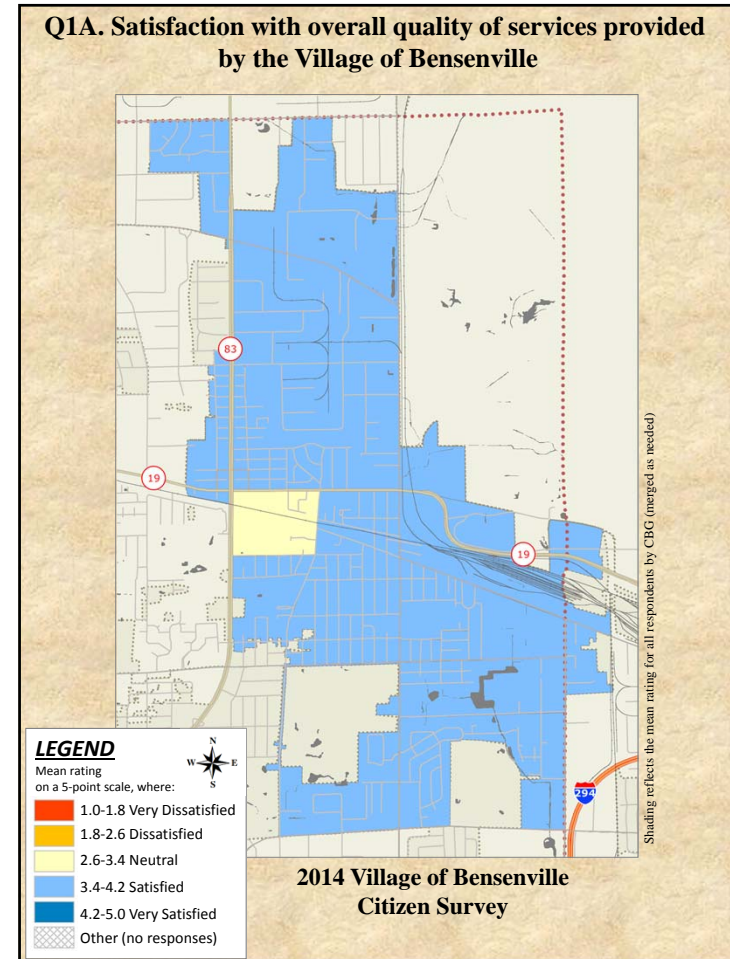 Q1A. Satisfaction with overall quality of services provided
by the Village of Bensenville
83
19
19
294
Shading reflects the mean rating for all respondents by CBG (merged as needed)
LEGEND
Mean rating
on a 5-point scale, where:
N
W E
S
1.0-1.8 Very Dissatisfied
1.8-2.6 Dissatisfied
2.6-3.4 Neutral
3.4-4.2 Satisfied
4.2-5.0 Very Satisfied
Other (no responses)
2014 Village of Bensenville
Citizen Survey